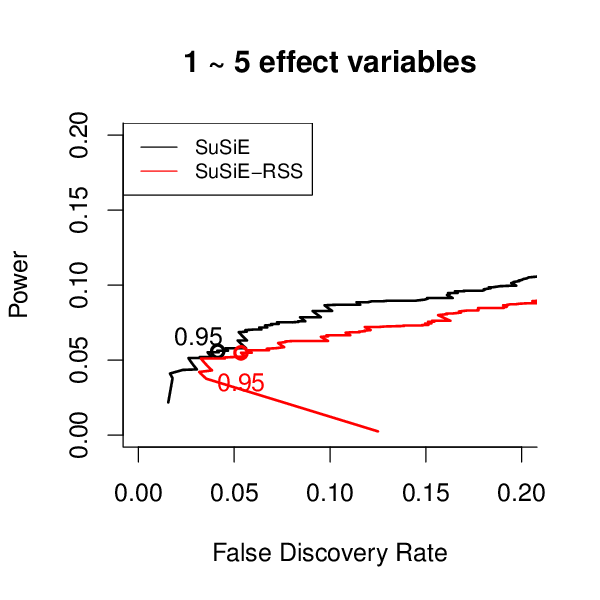 1 ~ 5 effect variables
Power
0.20
0.15
0.10
0.05
0.00
SuSiE
SuSiE−RSS
0.95
0.95
0.00 0.05 0.10 0.15 0.20
False Discovery Rate